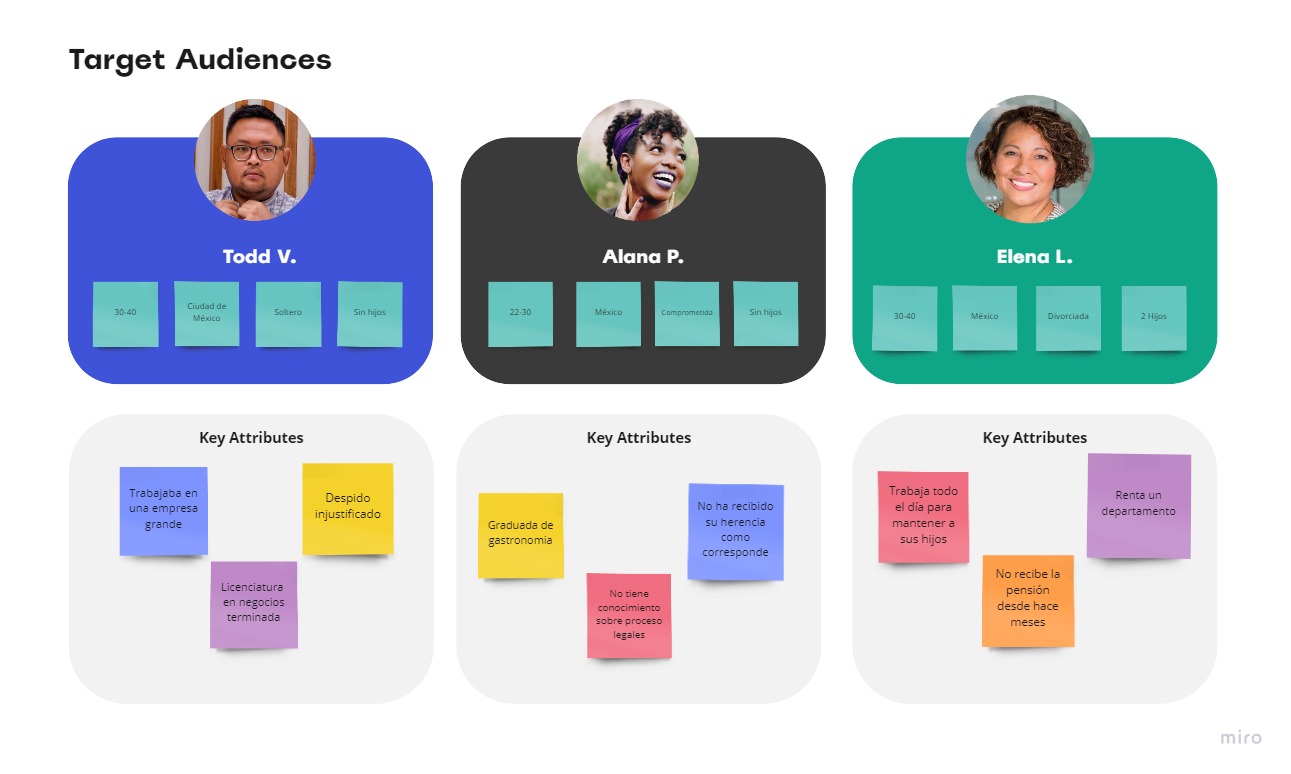 Target Audiences
Todd V.
30-40
Ciudad de
México
Soltero
Sin hijos
Alana P.
22-30
México
Comprometida
Sin hijos
Elena L.
30-40
México
Divorciada
2 Hijos
Key Attributes
Trabajaba en
una empresa
grande
Despido
injustificado
Licenciatura
en negocios
terminada
Key Attributes
Graduada de
gastronomía
No ha recibido
su herencia
como
corresponde
No tiene
conocimiento
sobre proceso
legales
Key Attributes
Trabaja todo
el día para
mantener a
sus hijos
Renta un
departamento
No recibe la
pensión
desde hace
meses
miro